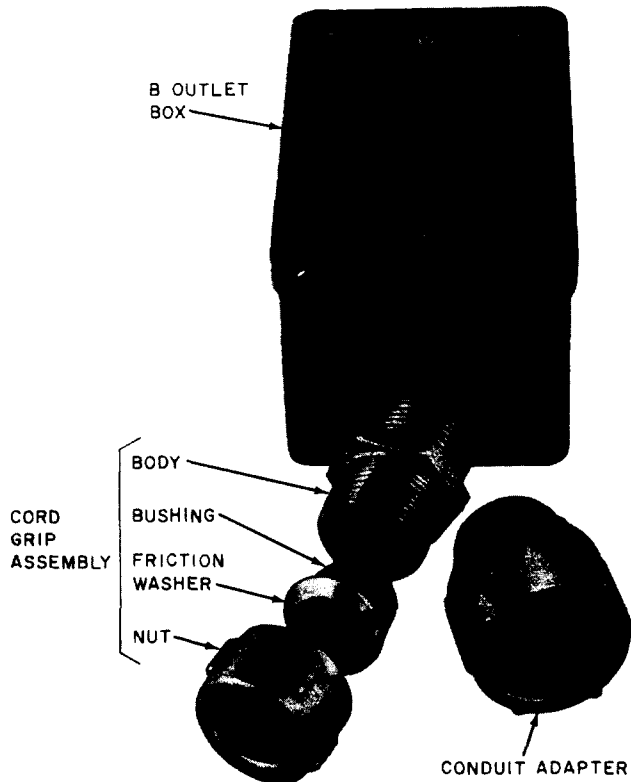 B OUTLET
BOX
CORD
GRIP
ASSEMBLY
BODY
BUSHING
FRICTION
WASHER
NUT
CONDUIT ADAPTER